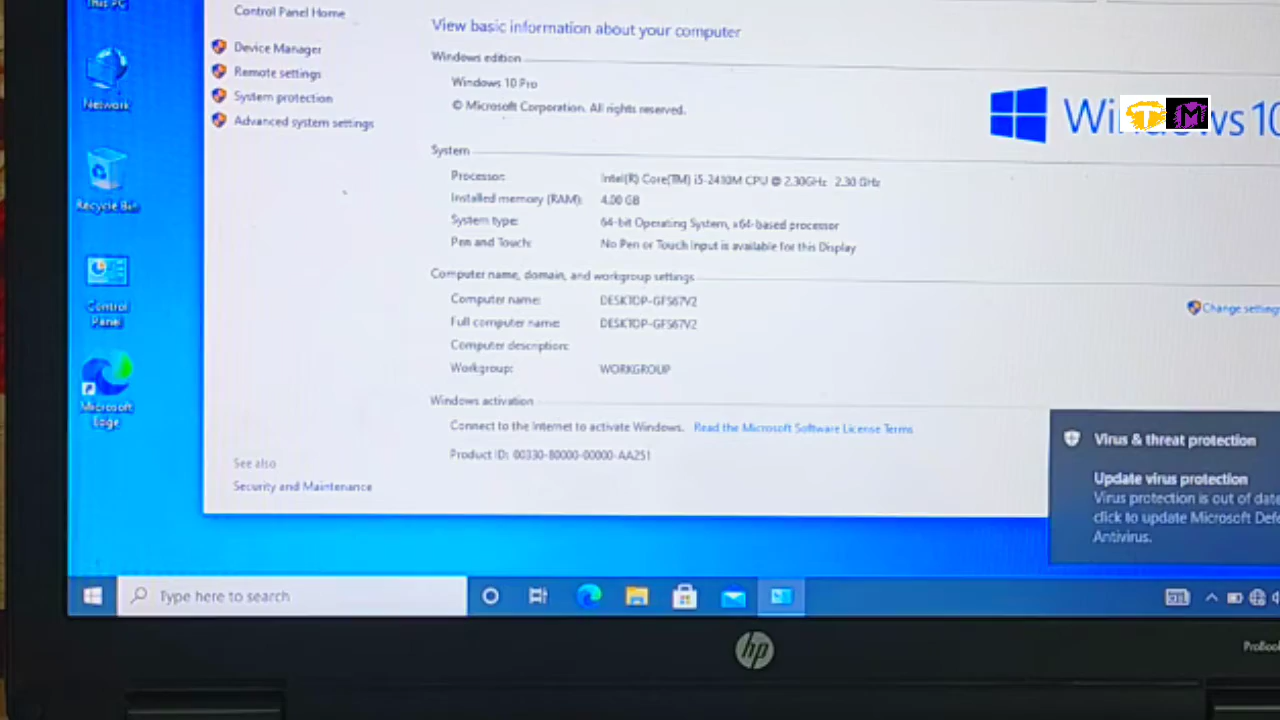 This PC
Control Panel Home
View basic information about your computer
Device Manager
Remote settings
System protection
Advanced system settings
Windows edition
Windows 10 Pro
© Microsoft Corporation. All rights reserved.
Windows 10
T M
System
Processor: Intel(R) Core(TM) i5-2410M CPU @ 2.30GHz 2.30 GHz
Installed memory (RAM): 4.00 GB
System type: 64-bit Operating System, x64-based processor
Pen and Touch: No Pen or Touch Input is available for this Display
Computer name, domain, and workgroup settings
Computer name: DESKTOP-GFS67V2
Full computer name: DESKTOP-GFS67V2
Computer description:
Workgroup: WORKGROUP
Change settings
Windows activation
Connect to the Internet to activate Windows. Read the Microsoft Software License Terms
Product ID: 00330-80000-00000-AA251
See also
Security and Maintenance
Network
Recycle Bin
Control
Panel
Microsoft
Edge
Virus & threat protection
Update virus protection
Virus protection is out of date
click to update Microsoft Defe
Antivirus.
Type here to search
hp
ProBook